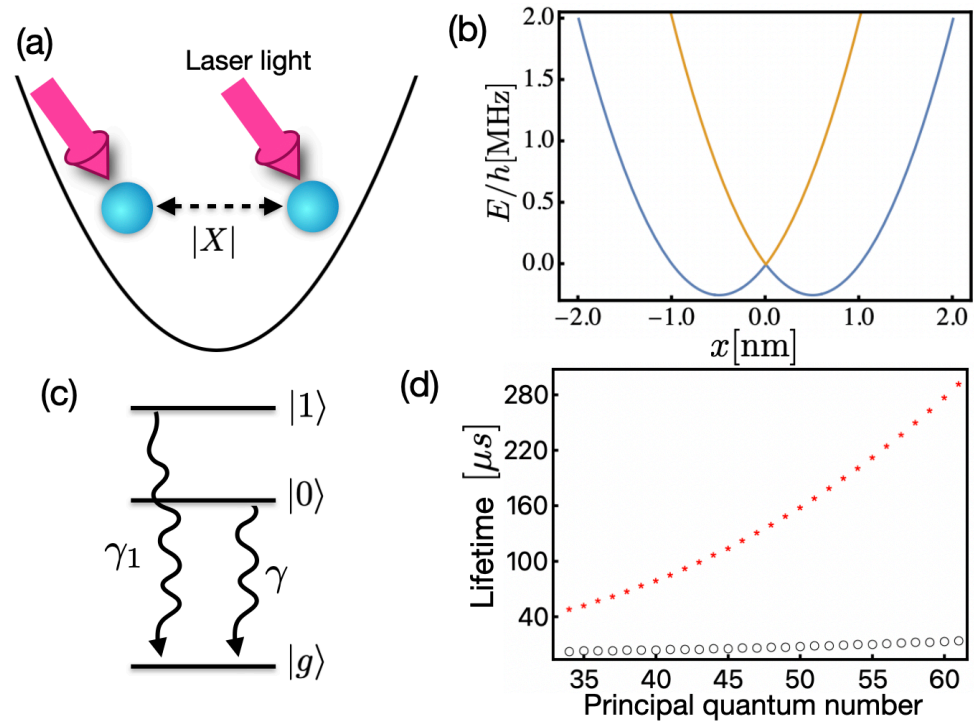 (a)
Laser light
|X|
(b)
E/h[MHz]
2.0
1.5
1.0
0.5
0.0
−2.0 −1.0 0.0 1.0 2.0
x[nm]
(c)
|1⟩
|0⟩
γ₁
γ
|g⟩
(d)
Lifetime [μs]
280
220
160
100
40
35 40 45 50 55 60
Principal quantum number